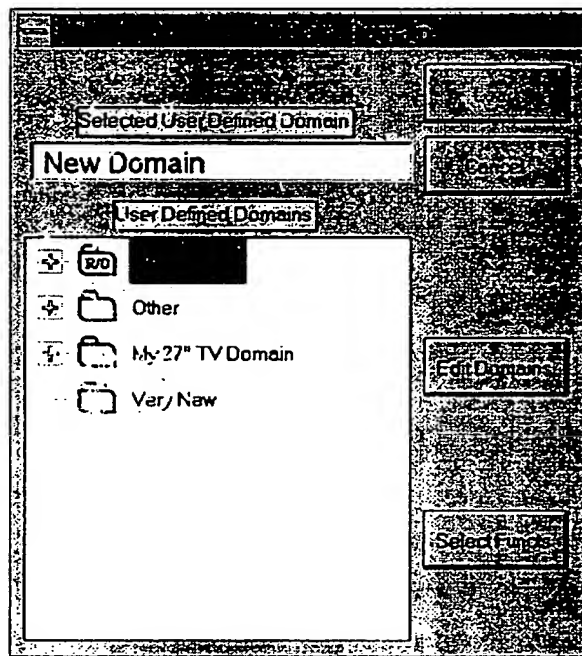 Selected User Defined Domain
New Domain
User Defined Domains
R/O
Other
My 27" TV Domain
Very New
Edit Domains
Select Functs